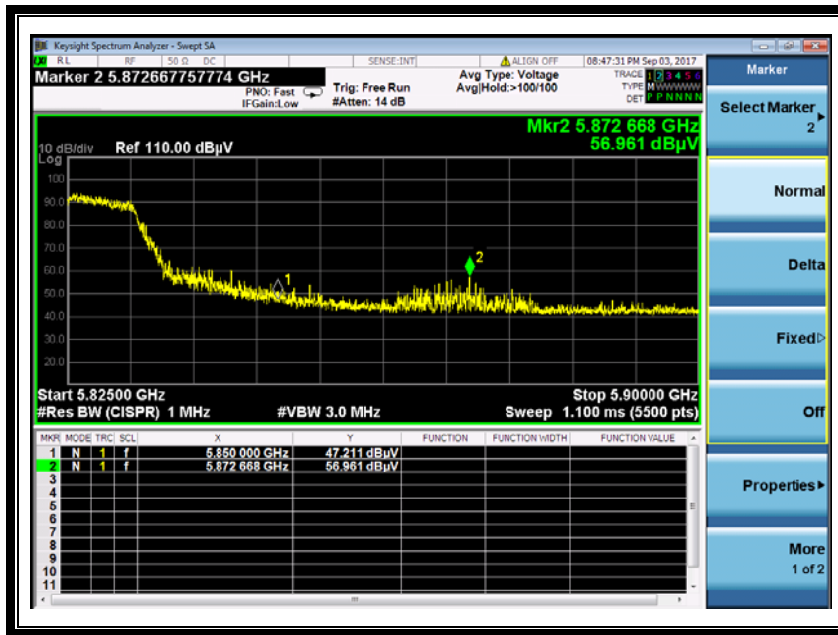 Keysight Spectrum Analyzer - Swept SA
LXI RL RF 50 Ω DC SENSE:INT ALIGN OFF 08:47:31 PM Sep 03, 2017
Marker 2 5.872667757774 GHz
PNO: Fast
IFGain:Low
Trig: Free Run
#Atten: 14 dB
Avg Type: Voltage
Avg|Hold:>100/100
TRACE 1 2 3 4 5 6
TYPE M W W W W W
DET P P N N N N
Mkr2 5.872 668 GHz
56.961 dBµV
10 dB/div Ref 110.00 dBµV
Log
100
90.0
80.0
70.0
60.0
50.0
40.0
30.0
20.0
1
2
Start 5.82500 GHz Stop 5.90000 GHz
#Res BW (CISPR) 1 MHz #VBW 3.0 MHz Sweep 1.100 ms (5500 pts)
MKR MODE TRC SCL X Y FUNCTION FUNCTION WIDTH FUNCTION VALUE
1 N 1 f 5.850 000 GHz 47.211 dBµV
2 N 1 f 5.872 668 GHz 56.961 dBµV
3
4
5
6
7
8
9
10
11
Marker
Select Marker
2
Normal
Delta
Fixed
Off
Properties
More
1 of 2